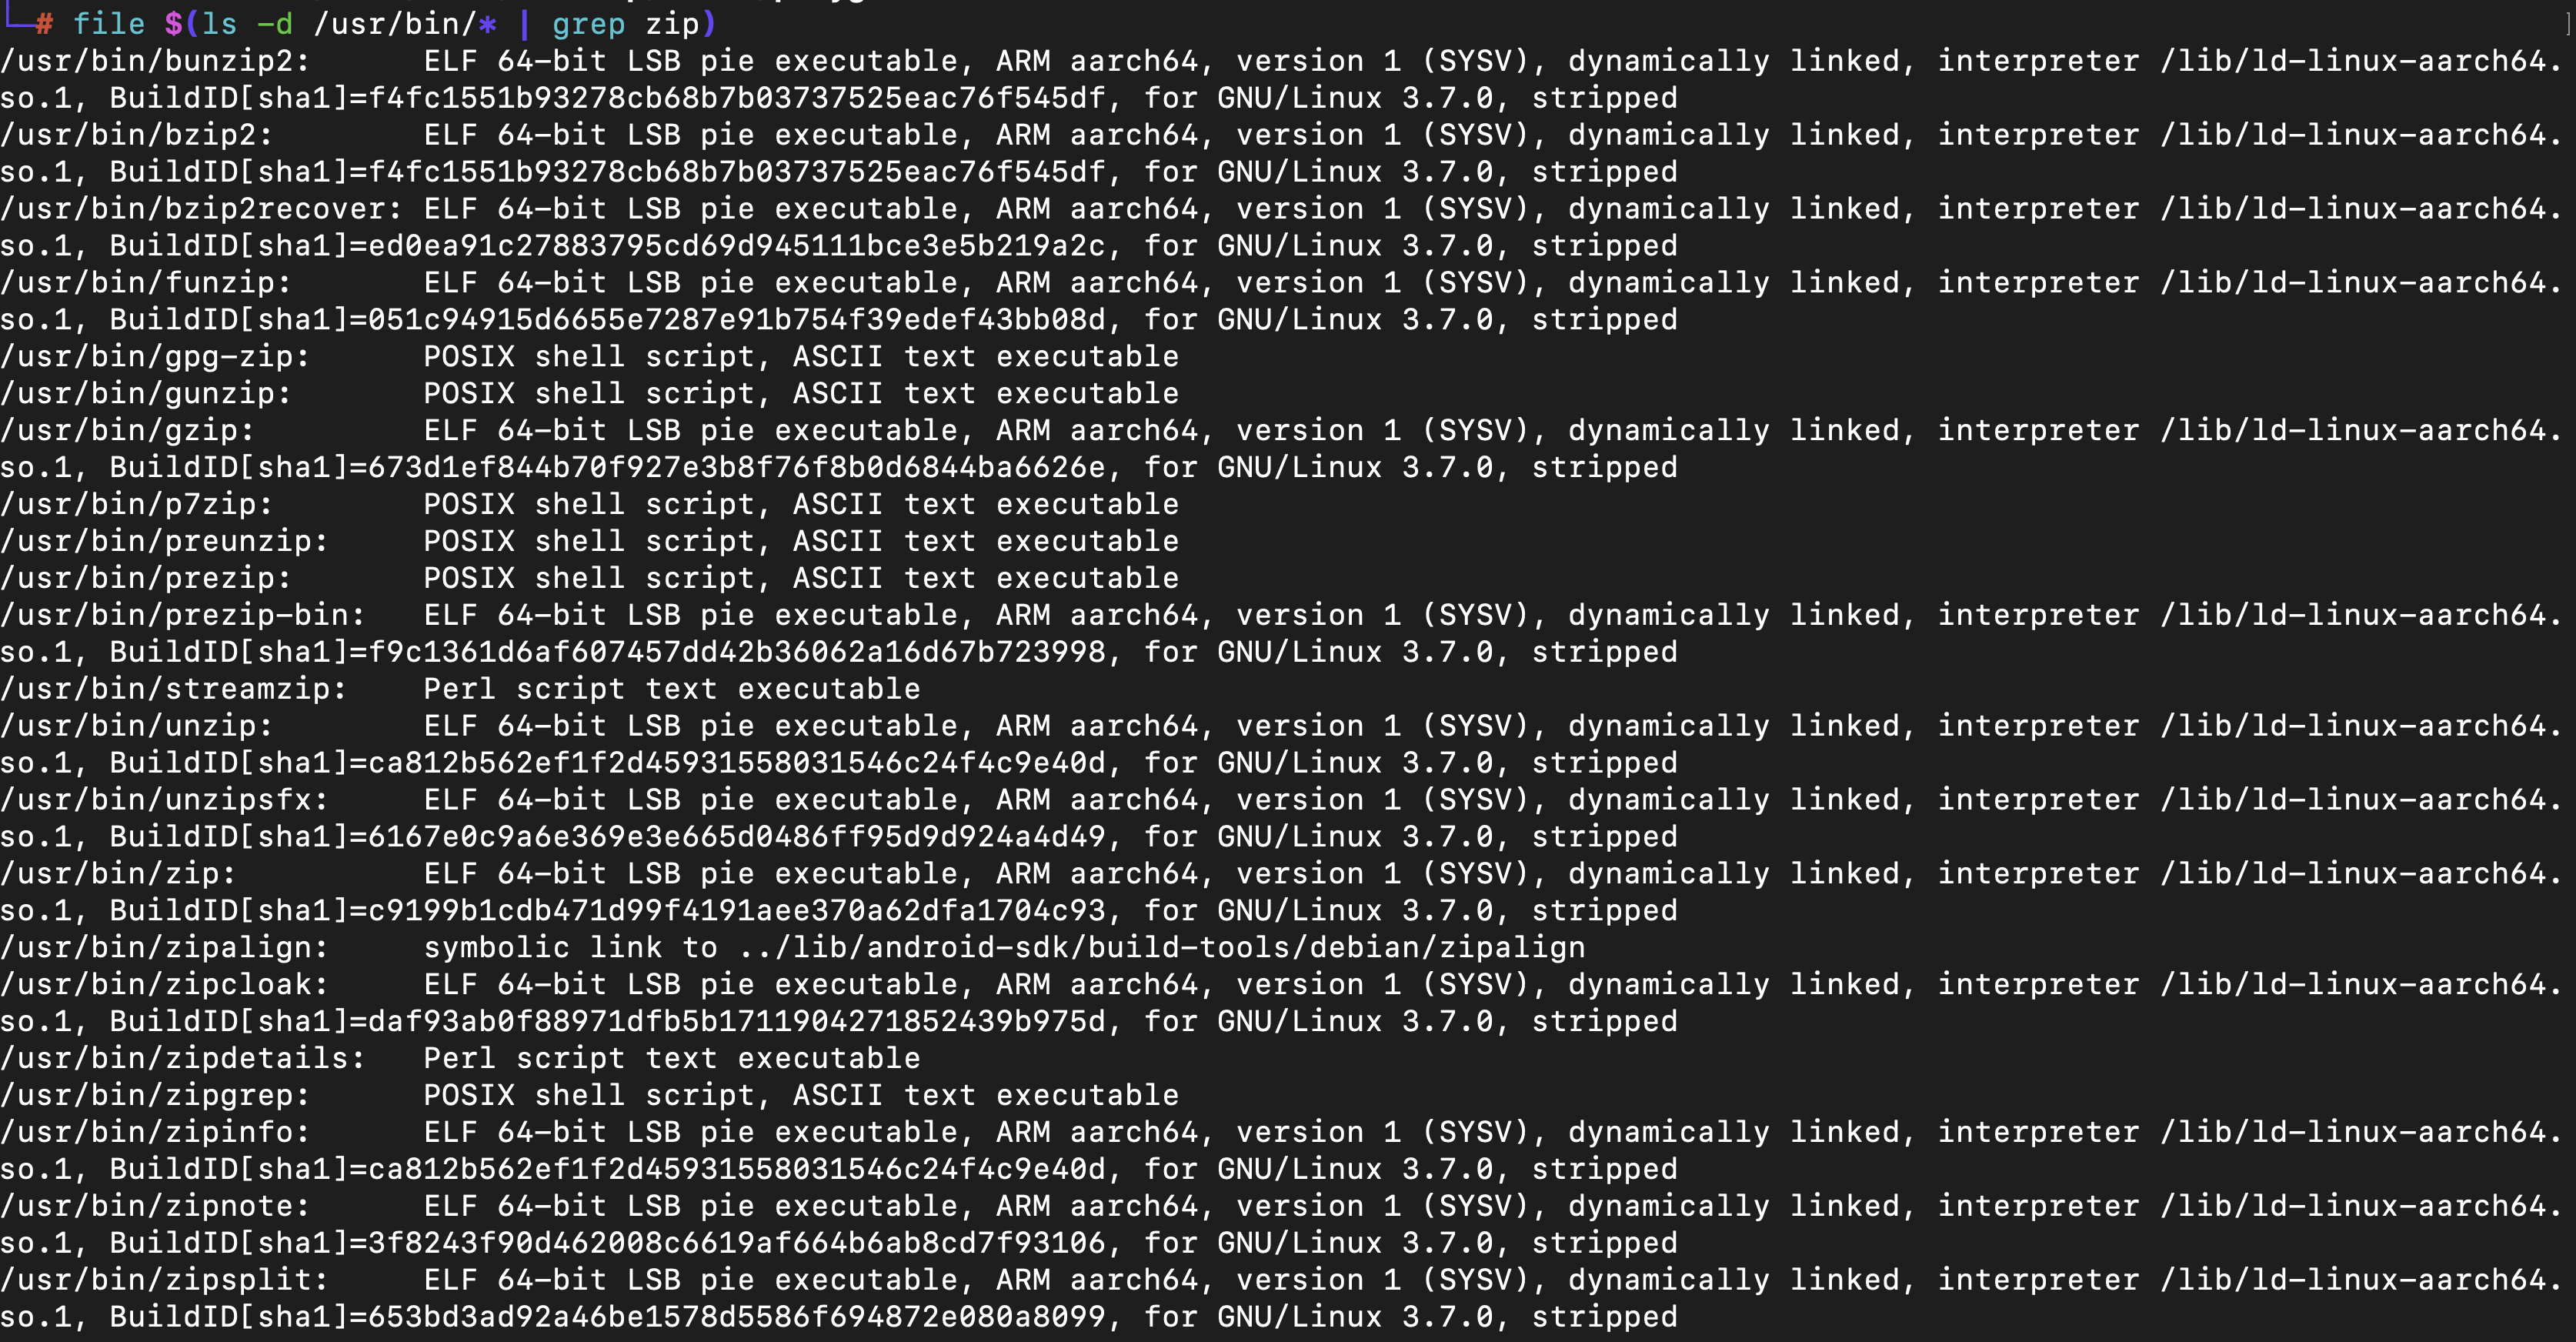 └─# file $(ls -d /usr/bin/* | grep zip)
/usr/bin/bunzip2:      ELF 64-bit LSB pie executable, ARM aarch64, version 1 (SYSV), dynamically linked, interpreter /lib/ld-linux-aarch64.
so.1, BuildID[sha1]=f4fc1551b93278cb68b7b03737525eac76f545df, for GNU/Linux 3.7.0, stripped
/usr/bin/bzip2:        ELF 64-bit LSB pie executable, ARM aarch64, version 1 (SYSV), dynamically linked, interpreter /lib/ld-linux-aarch64.
so.1, BuildID[sha1]=f4fc1551b93278cb68b7b03737525eac76f545df, for GNU/Linux 3.7.0, stripped
/usr/bin/bzip2recover: ELF 64-bit LSB pie executable, ARM aarch64, version 1 (SYSV), dynamically linked, interpreter /lib/ld-linux-aarch64.
so.1, BuildID[sha1]=ed0ea91c27883795cd69d945111bce3e5b219a2c, for GNU/Linux 3.7.0, stripped
/usr/bin/funzip:       ELF 64-bit LSB pie executable, ARM aarch64, version 1 (SYSV), dynamically linked, interpreter /lib/ld-linux-aarch64.
so.1, BuildID[sha1]=051c94915d6655e7287e91b754f39edef43bb08d, for GNU/Linux 3.7.0, stripped
/usr/bin/gpg-zip:      POSIX shell script, ASCII text executable
/usr/bin/gunzip:       POSIX shell script, ASCII text executable
/usr/bin/gzip:         ELF 64-bit LSB pie executable, ARM aarch64, version 1 (SYSV), dynamically linked, interpreter /lib/ld-linux-aarch64.
so.1, BuildID[sha1]=673d1ef844b70f927e3b8f76f8b0d6844ba6626e, for GNU/Linux 3.7.0, stripped
/usr/bin/p7zip:        POSIX shell script, ASCII text executable
/usr/bin/preunzip:     POSIX shell script, ASCII text executable
/usr/bin/prezip:       POSIX shell script, ASCII text executable
/usr/bin/prezip-bin:   ELF 64-bit LSB pie executable, ARM aarch64, version 1 (SYSV), dynamically linked, interpreter /lib/ld-linux-aarch64.
so.1, BuildID[sha1]=f9c1361d6af607457dd42b36062a16d67b723998, for GNU/Linux 3.7.0, stripped
/usr/bin/streamzip:    Perl script text executable
/usr/bin/unzip:        ELF 64-bit LSB pie executable, ARM aarch64, version 1 (SYSV), dynamically linked, interpreter /lib/ld-linux-aarch64.
so.1, BuildID[sha1]=ca812b562ef1f2d45931558031546c24f4c9e40d, for GNU/Linux 3.7.0, stripped
/usr/bin/unzipsfx:     ELF 64-bit LSB pie executable, ARM aarch64, version 1 (SYSV), dynamically linked, interpreter /lib/ld-linux-aarch64.
so.1, BuildID[sha1]=6167e0c9a6e369e3e665d0486ff95d9d924a4d49, for GNU/Linux 3.7.0, stripped
/usr/bin/zip:          ELF 64-bit LSB pie executable, ARM aarch64, version 1 (SYSV), dynamically linked, interpreter /lib/ld-linux-aarch64.
so.1, BuildID[sha1]=c9199b1cdb471d99f4191aee370a62dfa1704c93, for GNU/Linux 3.7.0, stripped
/usr/bin/zipalign:     symbolic link to ../lib/android-sdk/build-tools/debian/zipalign
/usr/bin/zipcloak:     ELF 64-bit LSB pie executable, ARM aarch64, version 1 (SYSV), dynamically linked, interpreter /lib/ld-linux-aarch64.
so.1, BuildID[sha1]=daf93ab0f88971dfb5b1711904271852439b975d, for GNU/Linux 3.7.0, stripped
/usr/bin/zipdetails:   Perl script text executable
/usr/bin/zipgrep:      POSIX shell script, ASCII text executable
/usr/bin/zipinfo:      ELF 64-bit LSB pie executable, ARM aarch64, version 1 (SYSV), dynamically linked, interpreter /lib/ld-linux-aarch64.
so.1, BuildID[sha1]=ca812b562ef1f2d45931558031546c24f4c9e40d, for GNU/Linux 3.7.0, stripped
/usr/bin/zipnote:      ELF 64-bit LSB pie executable, ARM aarch64, version 1 (SYSV), dynamically linked, interpreter /lib/ld-linux-aarch64.
so.1, BuildID[sha1]=3f8243f90d462008c6619af664b6ab8cd7f93106, for GNU/Linux 3.7.0, stripped
/usr/bin/zipsplit:     ELF 64-bit LSB pie executable, ARM aarch64, version 1 (SYSV), dynamically linked, interpreter /lib/ld-linux-aarch64.
so.1, BuildID[sha1]=653bd3ad92a46be1578d5586f694872e080a8099, for GNU/Linux 3.7.0, stripped